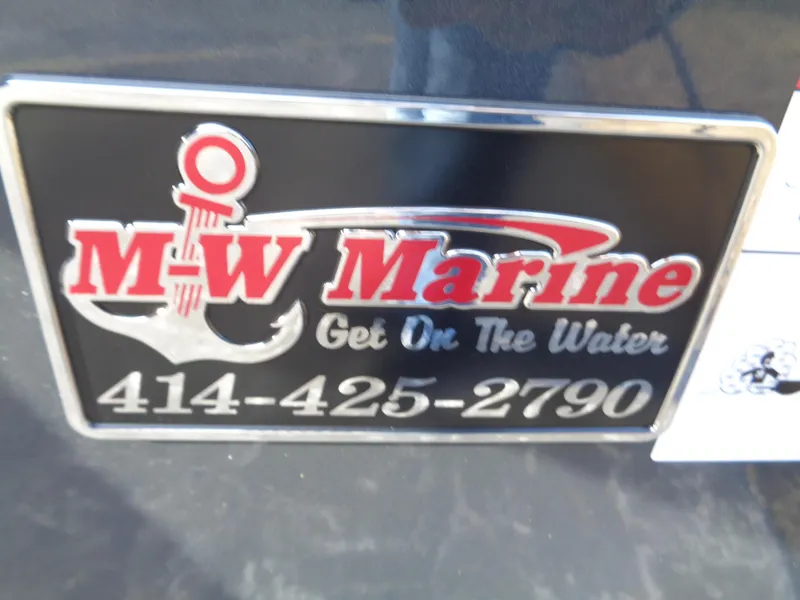 M-W Marine
Get On The Water
414-425-2790